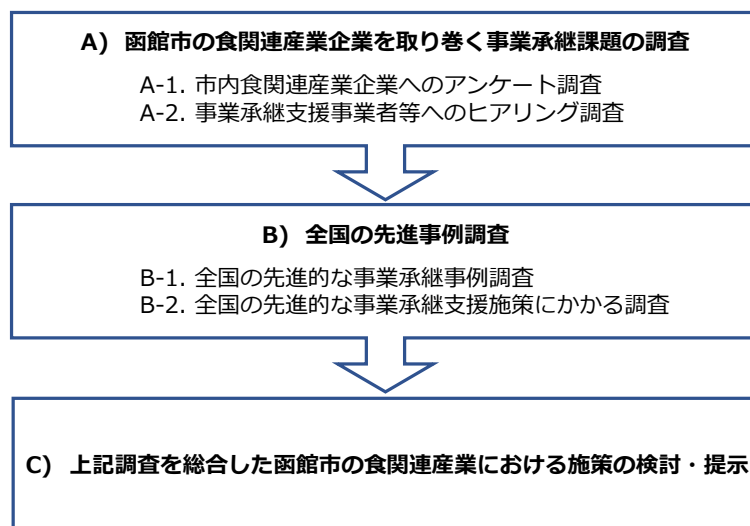 A) 函館市の食関連産業企業を取り巻く事業承継課題の調査
A-1. 市内食関連産業企業へのアンケート調査
A-2. 事業承継支援事業者等へのヒアリング調査
B) 全国の先進事例調査
B-1. 全国の先進的な事業承継事例調査
B-2. 全国の先進的な事業承継支援施策にかかる調査
C) 上記調査を総合した函館市の食関連産業における施策の検討・提示